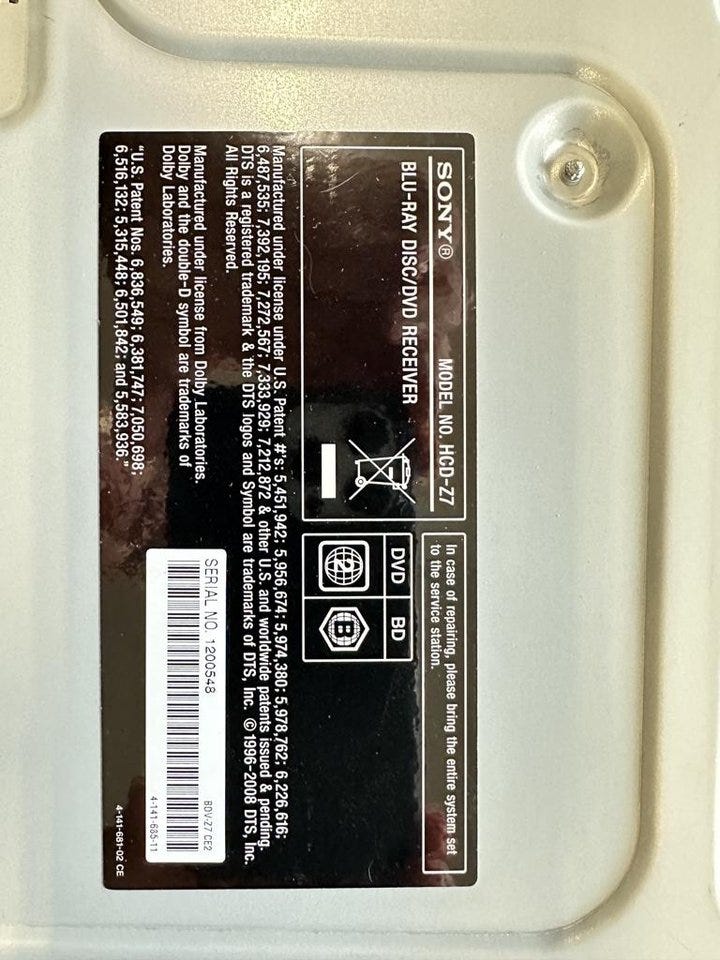 SONY® MODEL NO. HCD-Z7
BLU-RAY DISC/DVD RECEIVER
In case of repairing, please bring the entire system set
to the service station.
DVD BD
2 B
Manufactured under license under U.S. Patent #'s: 5,451,942; 5,956,674; 5,974,380; 5,978,762; 6,226,616;
6,487,535; 7,392,195; 7,272,567; 7,333,929; 7,212,872 & other U.S. and worldwide patents issued & pending.
DTS is a registered trademark & the DTS logos and Symbol are trademarks of DTS, Inc. © 1996-2008 DTS, Inc.
All Rights Reserved.
Manufactured under license from Dolby Laboratories.
Dolby and the double-D symbol are trademarks of
Dolby Laboratories.
"U.S. Patent Nos. 6,836,549; 6,381,747; 7,050,698;
6,516,132; 5,315,448; 6,501,842; and 5,583,936."
SERIAL NO. 1200548
BDV-Z7 CE2
4-141-685-11
4-141-681-02 CE